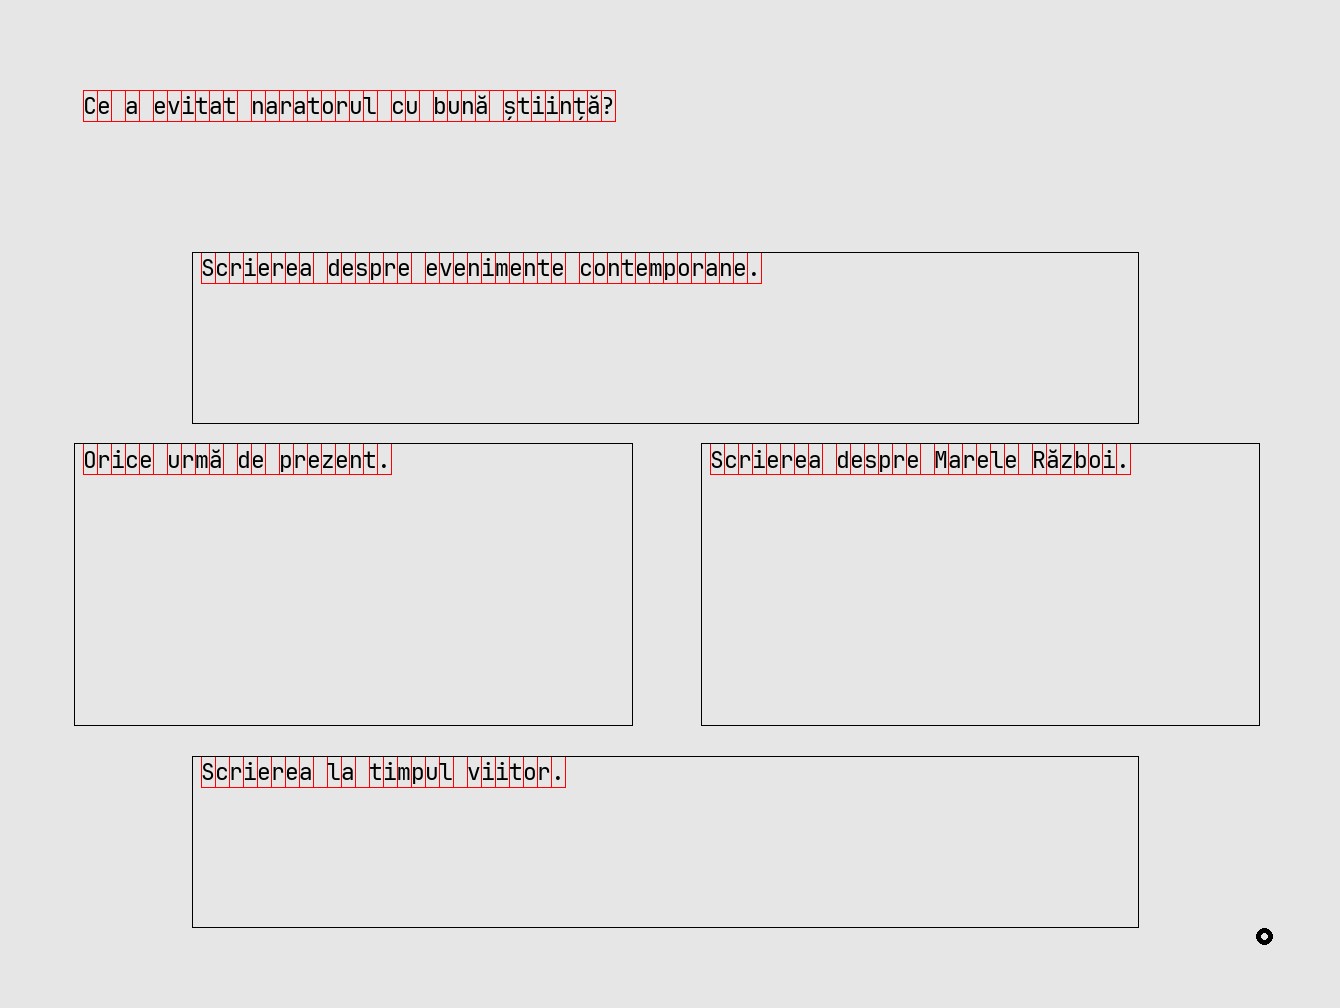 Ce a evitat naratorul cu bună știință?
Scrierea despre evenimente contemporane.
Orice urmă de prezent.
Scrierea despre Marele Război.
Scrierea la timpul viitor.